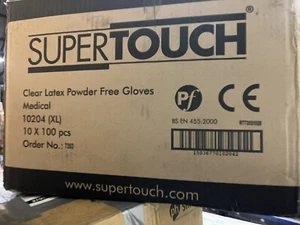 SUPERTOUCH
Clear Latex Powder Free Gloves
Medical
10204 (XL)
10 X 100 pcs
Order No.:
Pf CE
BS EN 455:2000
www.supertouch.com